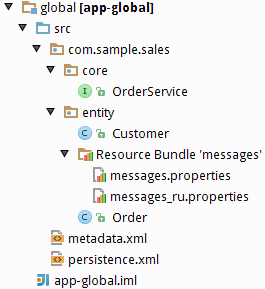 global [app-global]
src
com.sample.sales
core
OrderService
entity
Customer
Resource Bundle 'messages'
messages.properties
messages_ru.properties
Order
metadata.xml
persistence.xml
app-global.iml